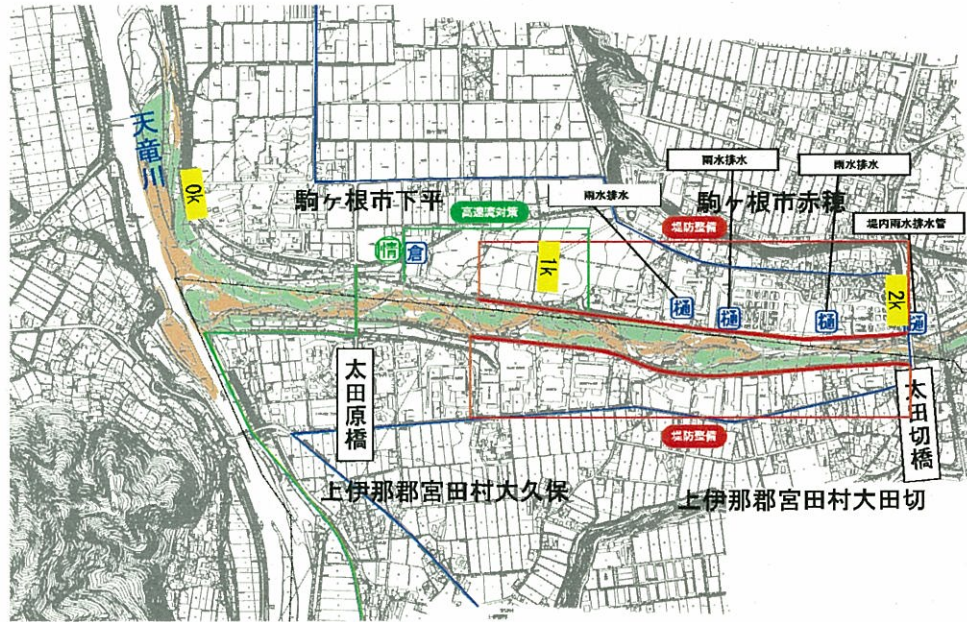 天竜川
0k
駒ヶ根市下平
高速流対策
情
倉
雨水排水
雨水排水
雨水排水
駒ヶ根市赤穂
堤防整備
堤内雨水排水管
1k
2k
樋
樋
樋
樋
太田原橋
太田切橋
堤防整備
上伊那郡宮田村大久保
上伊那郡宮田村大田切